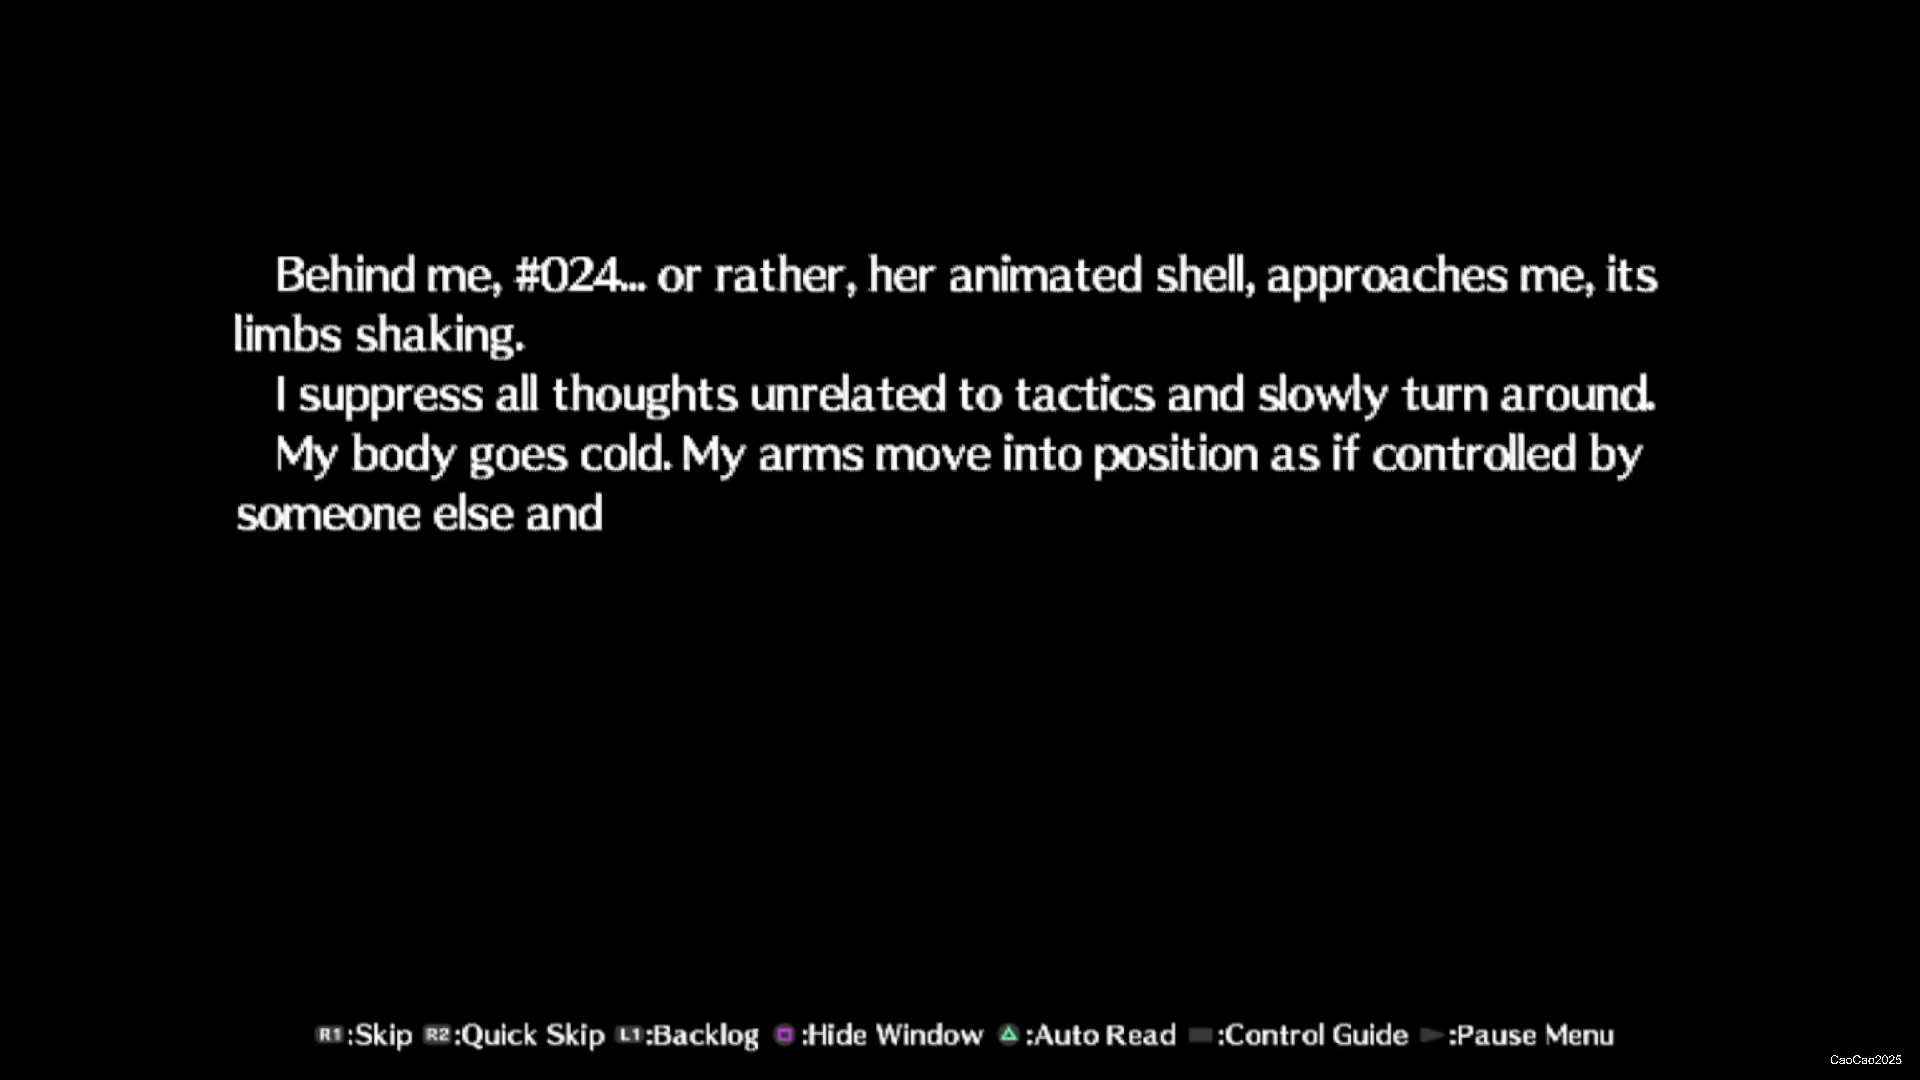 Behind me, #024... or rather, her animated shell, approaches me, its
limbs shaking.
I suppress all thoughts unrelated to tactics and slowly turn around.
My body goes cold. My arms move into position as if controlled by
someone else and
R1:Skip R2:Quick Skip L1:Backlog :Hide Window :Auto Read :Control Guide :Pause Menu
CaoCao2025